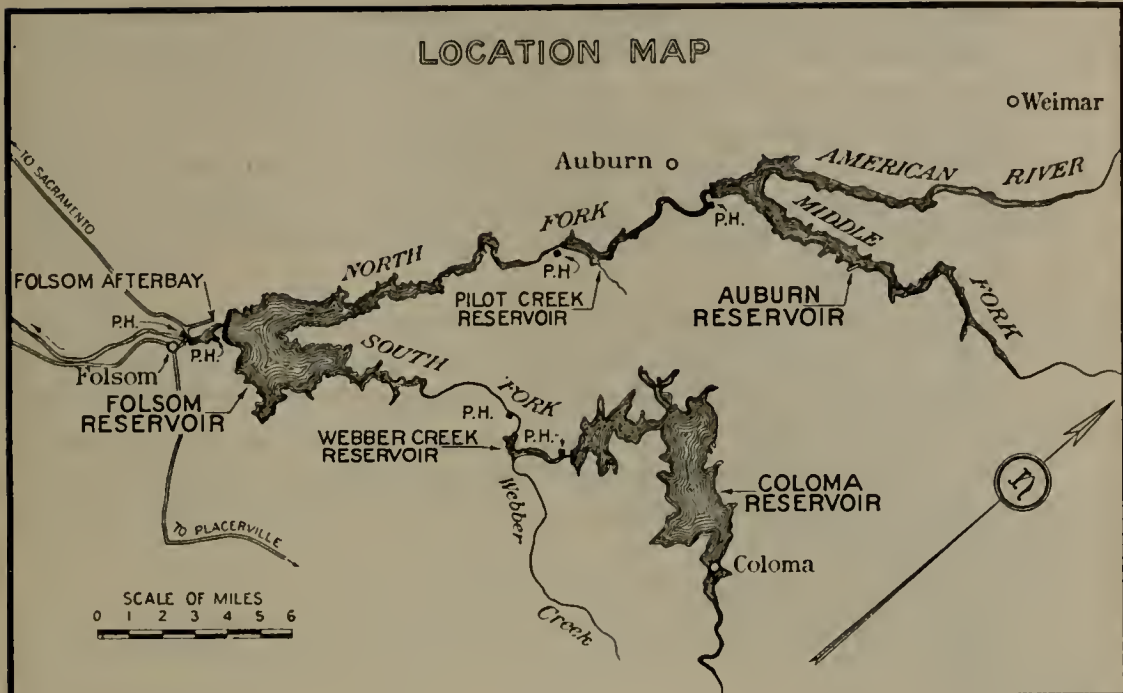 LOCATION MAP
Weimar
Auburn
AMERICAN RIVER
MIDDLE FORK
P.H.
NORTH FORK
P.H.
TO SACRAMENTO
FOLSOM AFTERBAY
PILOT CREEK
RESERVOIR
AUBURN
RESERVOIR
P.H.
P.H.
Folsom
FOLSOM
RESERVOIR
SOUTH FORK
P.H.
P.H.
WEBBER CREEK
RESERVOIR
COLOMA
RESERVOIR
n
Webber Creek
TO PLACERVILLE
Coloma
SCALE OF MILES
0 1 2 3 4 5 6